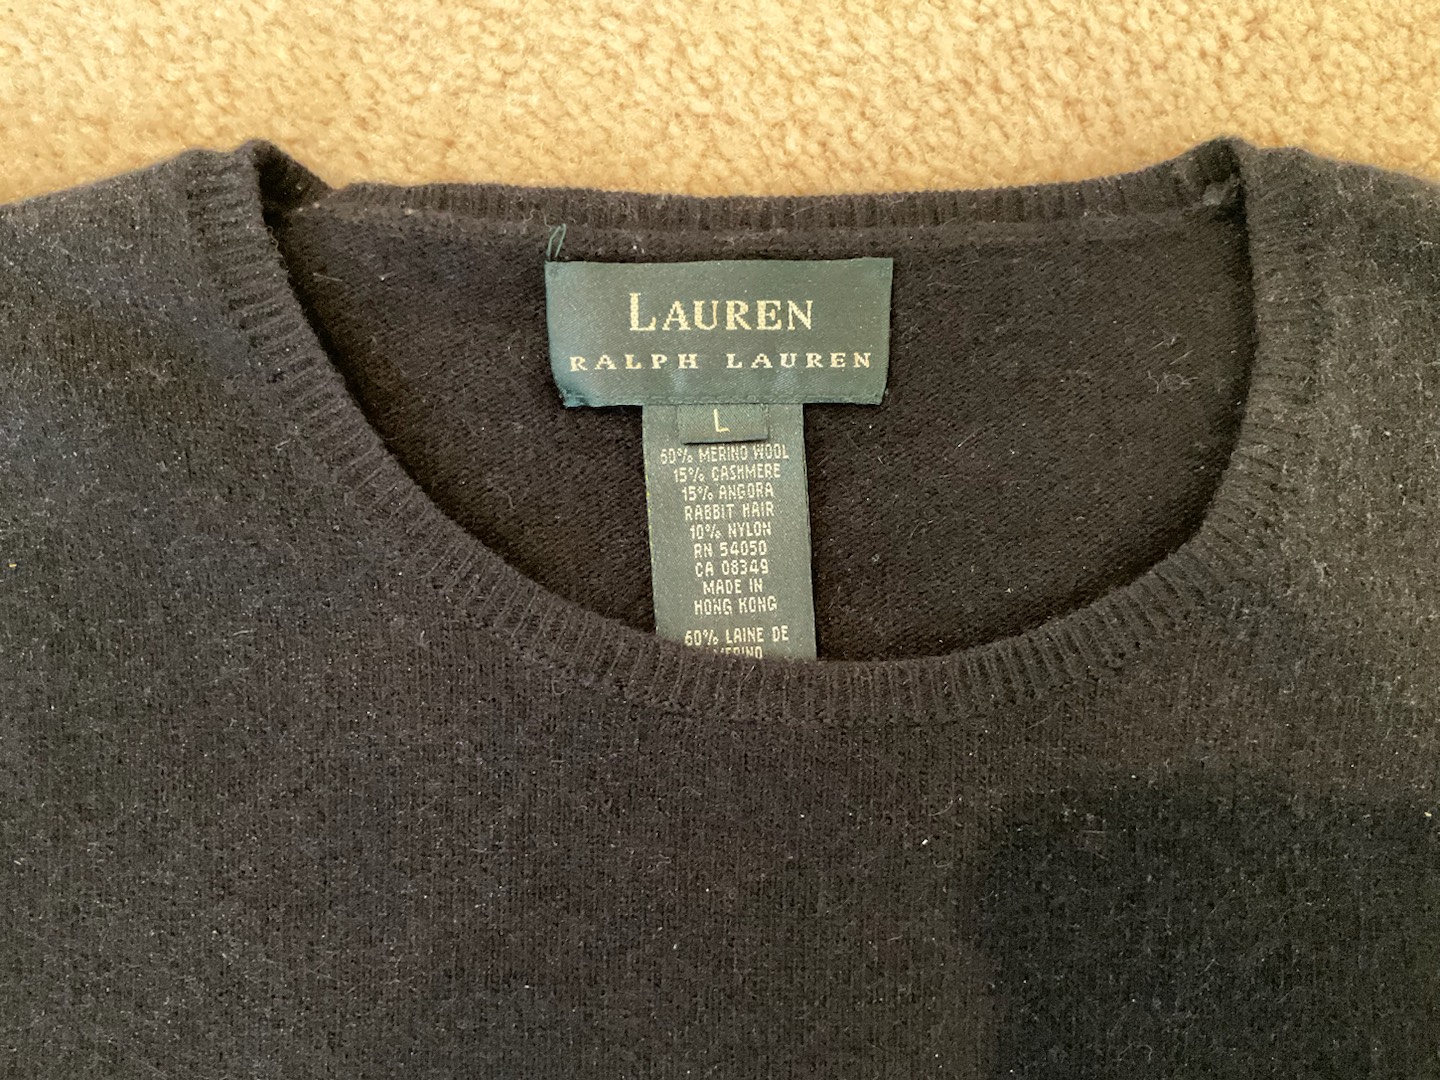 LAUREN
RALPH LAUREN
L
60% MERINO WOOL
15% CASHMERE
15% ANGORA
RABBIT HAIR
10% NYLON
RN 54050
CA 08349
MADE IN
HONG KONG
60% LAINE DE
MERINO